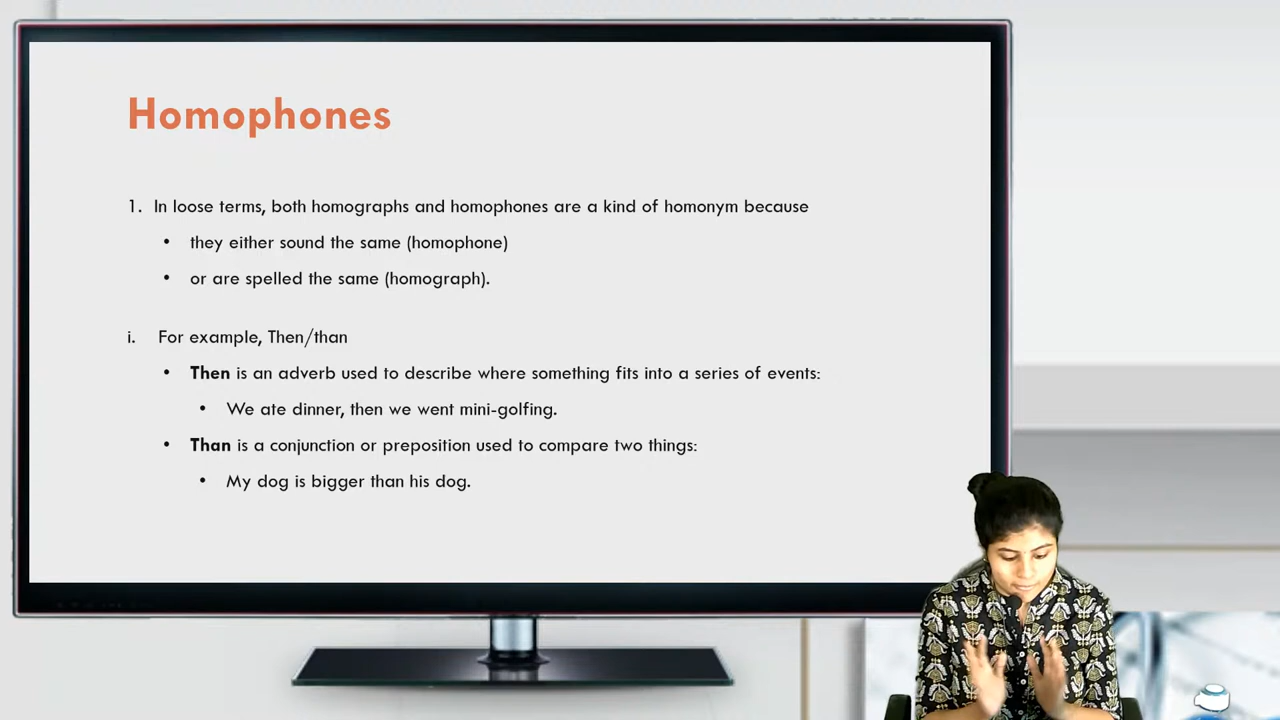 Homophones
1. In loose terms, both homographs and homophones are a kind of homonym because
• they either sound the same (homophone)
• or are spelled the same (homograph).
i. For example, Then/than
• Then is an adverb used to describe where something fits into a series of events:
• We ate dinner, then we went mini-golfing.
• Than is a conjunction or preposition used to compare two things:
• My dog is bigger than his dog.